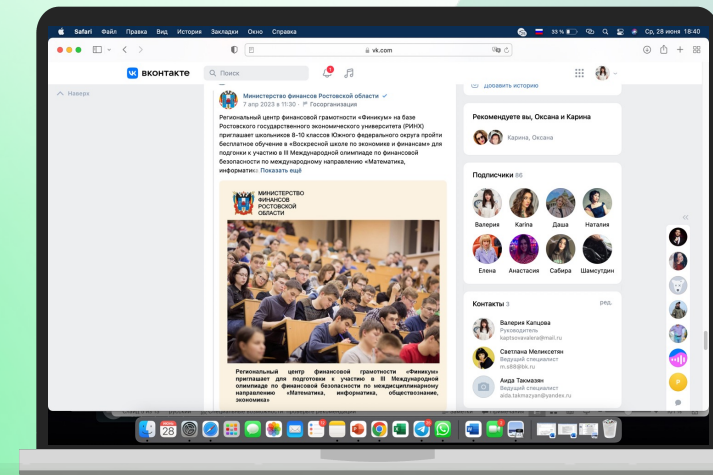 Safari Файл Правка Вид История Закладки Окно Справка
33 % Ср, 28 июня 18:40
vk.com
вконтакте
Поиск
Наверх
Министерство финансов Ростовской области
7 апр 2023 в 11:30 · Госорганизация
Региональный центр финансовой грамотности «Финикум» на базе
Ростовского государственного экономического университета (РИНХ)
приглашает школьников 8-10 классов Южного федерального округа пройти
бесплатное обучение в «Воскресной школе по экономике и финансам» для
подгонки к участию в III Международной олимпиаде по финансовой
безопасности по междуnародному направлению «Математика,
Показать ещё
МИНИСТЕРСТВО
ФИНАНСОВ
РОСТОВСКОЙ
ОБЛАСТИ
Региональный центр финансовой грамотности «Финикум»
приглашает для подготовки к участию в III Международной
олимпиаде по финансовой безопасности по междисциплинарному
направлению «Математика, информатика, обществознание,
экономика»
Добавить историю
Рекомендуете вы, Оксана и Карина
Карина, Оксана
Подписчики 86
Валерия Karina Даша Наталия
Елена Анастасия Сабира Шамсутдин
Контакты 3 ред.
Валерия Капцова
Руководитель
kaptsovavalera@mail.ru
Светлана Меликсетян
Ведущий специалист
m.s88@bk.ru
Аида Такмазян
Ведущий специалист
aida.takmazyan@yandex.ru
28